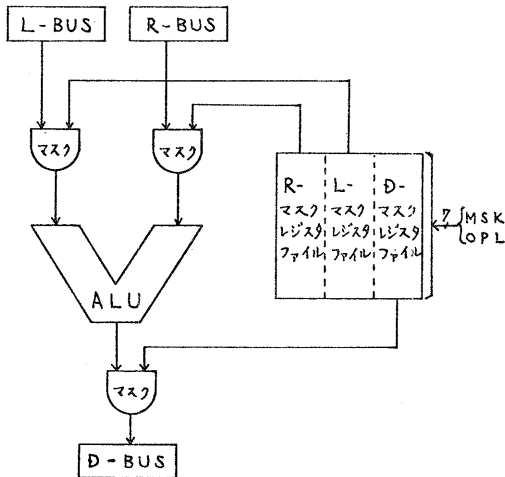 L-BUS
R-BUS
マスク
マスク
R-
マスク
レジスタ
ファイル
L-
マスク
レジスタ
ファイル
D-
マスク
レジスタ
ファイル
7
MSK
OPL
ALU
マスク
D-BUS